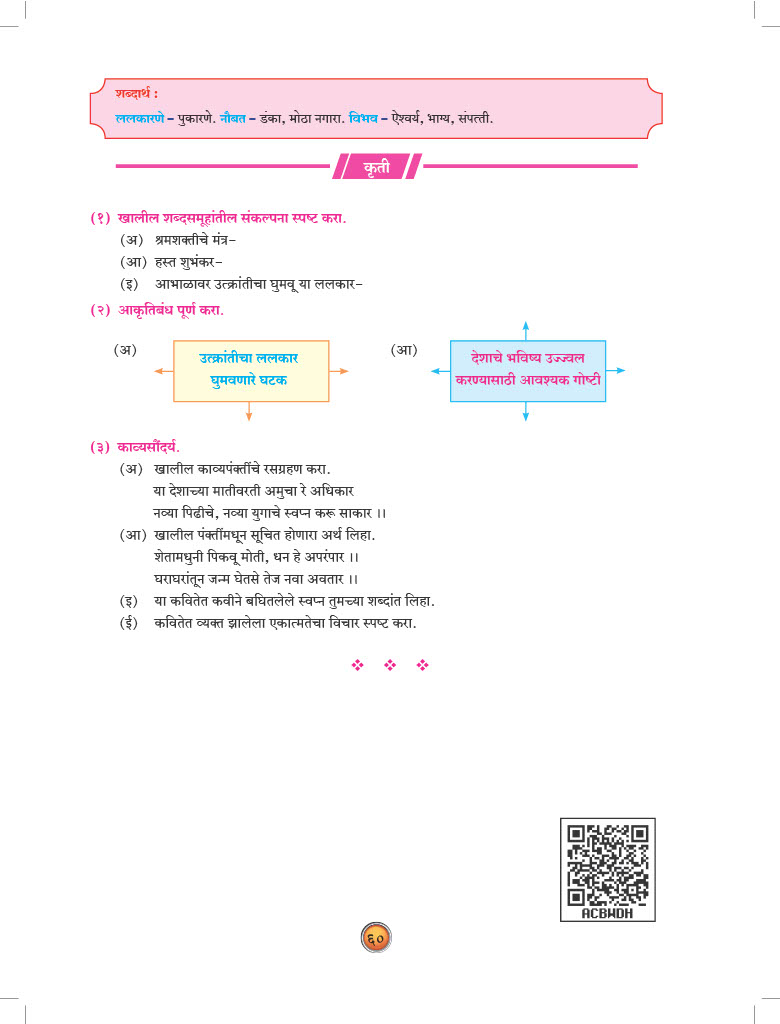 शब्दार्थ :
ललकारणे – पुकारणे. नौबत – डंका, मोठा नगारा. विभव – ऐश्वर्य, भाग्य, संपत्ती.
कृती
(१) खालील शब्दसमूहांतील संकल्पना स्पष्ट करा.
(अ) श्रमशक्तीचे मंत्र–
(आ) हस्त शुभंकर–
(इ) आभाळावर उत्क्रांतीचा घुमवू या ललकार–
(२) आकृतिबंध पूर्ण करा.
(अ)
उत्क्रांतीचा ललकार
घुमवणारे घटक
(आ)
देशाचे भविष्य उज्ज्वल
करण्यासाठी आवश्यक गोष्टी
(३) काव्यसौंदर्य.
(अ) खालील काव्यपंक्तींचे रसग्रहण करा.
या देशाच्या मातीवरती अमुचा रे अधिकार
नव्या पिढीचे, नव्या युगाचे स्वप्न करू साकार ।।
(आ) खालील पंक्तींमधून सूचित होणारा अर्थ लिहा.
शेतामधुनी पिकवू मोती, धन हे अपरंपार ।।
घराघरांतून जन्म घेतसे तेज नवा अवतार ।।
(इ) या कवितेत कवीने बघितलेले स्वप्न तुमच्या शब्दांत लिहा.
(ई) कवितेत व्यक्त झालेला एकात्मतेचा विचार स्पष्ट करा.
ACBWDH
६०